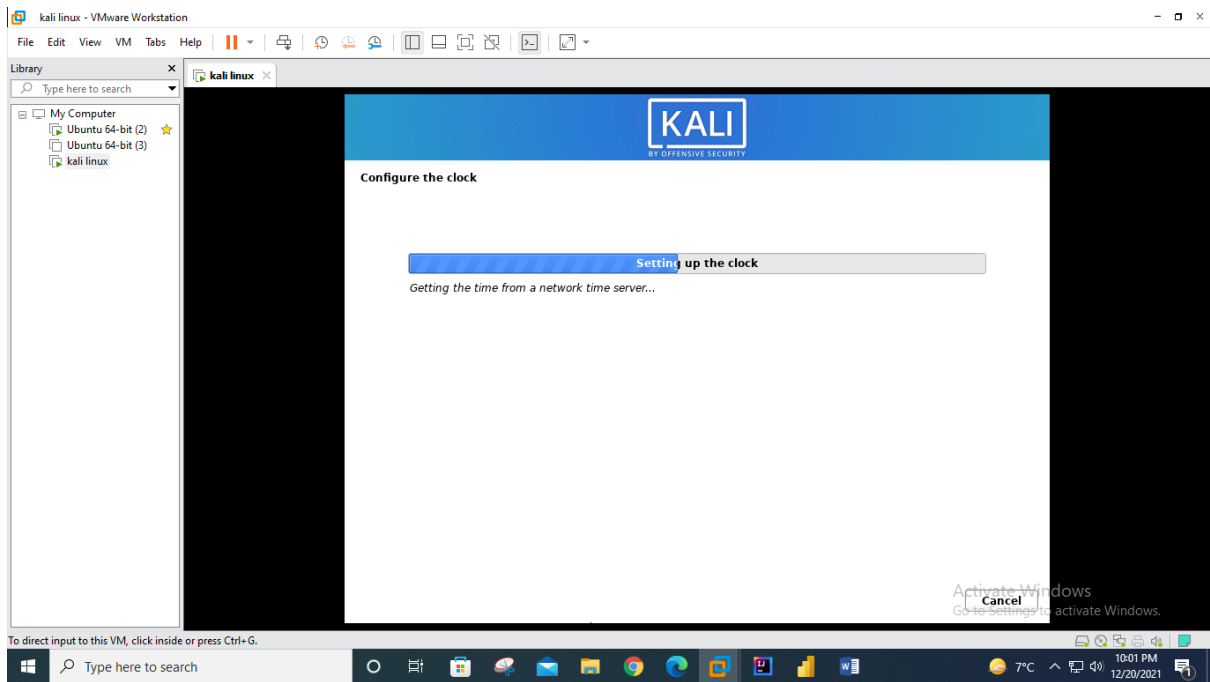 kali linux - VMware Workstation
File Edit View VM Tabs Help
Library
Type here to search
My Computer
Ubuntu 64-bit (2)
Ubuntu 64-bit (3)
kali linux
kali linux
KALI
BY OFFENSIVE SECURITY
Configure the clock
Setting up the clock
Getting the time from a network time server...
Cancel
Activate Windows
Go to Settings to activate Windows.
To direct input to this VM, click inside or press Ctrl+G.
Type here to search
7°C
10:01 PM
12/20/2021
1